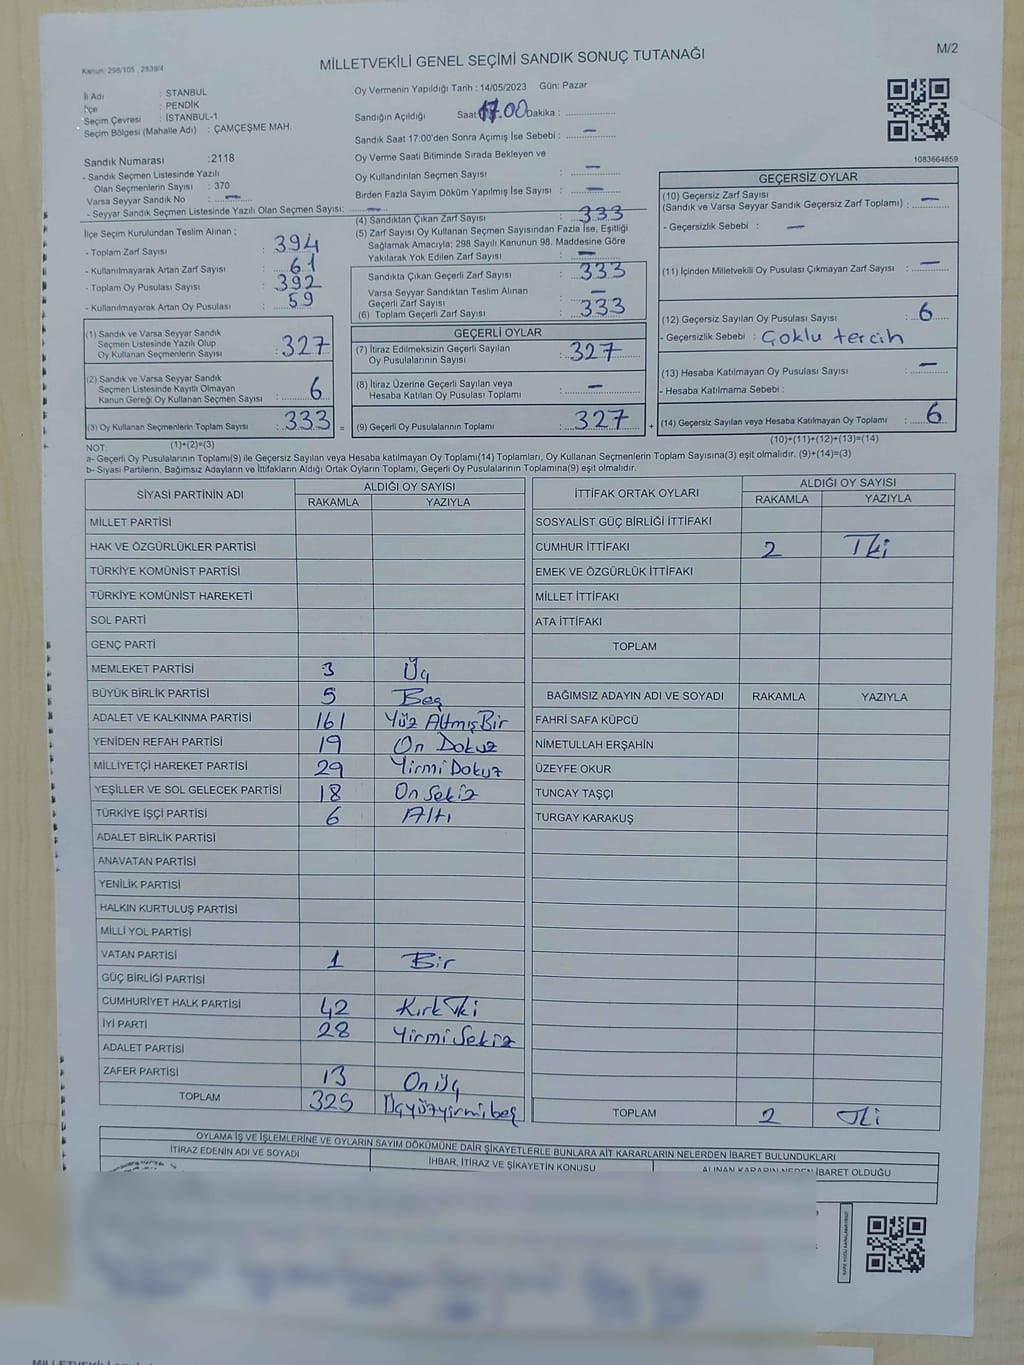 Kanun: 298/105 , 2839/4
MİLLETVEKİLİ GENEL SEÇİMİ SANDIK SONUÇ TUTANAĞI
M/2
İl Adı : STANBUL
İlçe : PENDİK
Seçim Çevresi : İSTANBUL-1
Seçim Bölgesi (Mahalle Adı) : ÇAMÇEŞME MAH.
Sandık Numarası :2118
- Sandık Seçmen Listesinde Yazılı
Olan Seçmenlerin Sayısı : 370
Varsa Seyyar Sandık No : —
- Seyyar Sandık Seçmen Listesinde Yazılı Olan Seçmen Sayısı: —
Oy Vermenin Yapıldığı Tarih : 14/05/2023 Gün: Pazar
Sandığın Açıldığı Saat 17.00 Dakika :
Sandık Saat 17:00'den Sonra Açımış İse Sebebi : —
Oy Verme Saati Bitiminde Sırada Bekleyen ve
Oy Kullandırılan Seçmen Sayısı : —
Birden Fazla Sayım Döküm Yapılmış İse Sayısı : —
1083664859
İlçe Seçim Kurulundan Teslim Alınan ;
- Toplam Zarf Sayısı : 394
- Kullanılmayarak Artan Zarf Sayısı : 61
- Toplam Oy Pusulası Sayısı : 392
- Kullanılmayarak Artan Oy Pusulası : 59
(1) Sandık ve Varsa Seyyar Sandık
Seçmen Listesinde Yazılı Olup
Oy Kullanan Seçmenlerin Sayısı : 327
(2) Sandık ve Varsa Seyyar Sandık
Seçmen Listesinde Kayıtlı Olmayan
Kanun Gereği Oy Kullanan Seçmen Sayısı : 6
(3) Oy Kullanan Seçmenlerin Toplam Sayısı : 333 =
(4) Sandıktan Çıkan Zarf Sayısı : 333
(5) Zarf Sayısı Oy Kullanan Seçmen Sayısından Fazla İse, Eşitliği
Sağlamak Amacıyla; 298 Sayılı Kanunun 98. Maddesine Göre
Yakılarak Yok Edilen Zarf Sayısı : —
Sandıkta Çıkan Geçerli Zarf Sayısı : 333
Varsa Seyyar Sandıktan Teslim Alınan
Geçerli Zarf Sayısı : —
(6) Toplam Geçerli Zarf Sayısı : 333
GEÇERLİ OYLAR
(7) İtiraz Edilmeksizin Geçerli Sayılan
Oy Pusulalarının Sayısı : 327
(8) İtiraz Üzerine Geçerli Sayılan veya
Hesaba Katılan Oy Pusulası Toplamı : —
(9) Geçerli Oy Pusulalarının Toplamı : 327 +
GEÇERSİZ OYLAR
(10) Geçersiz Zarf Sayısı
(Sandık ve Varsa Seyyar Sandık Geçersiz Zarf Toplamı) : —
- Geçersizlik Sebebi : —
(11) İçinden Milletvekili Oy Pusulası Çıkmayan Zarf Sayısı : —
(12) Geçersiz Sayılan Oy Pusulası Sayısı : 6
- Geçersizlik Sebebi : Çoklu tercih
(13) Hesaba Katılmayan Oy Pusulası Sayısı : —
- Hesaba Katılmama Sebebi :
(14) Geçersiz Sayılan veya Hesaba Katılmayan Oy Toplamı : 6
NOT: (1)+(2)=(3)
(10)+(11)+(12)+(13)=(14)
a- Geçerli Oy Pusulalarının Toplamı(9) ile Geçersiz Sayılan veya Hesaba Katılmayan Oy Toplamı(14) Toplamları, Oy Kullanan Seçmenlerin Toplam Sayısına(3) eşit olmalıdır. (9)+(14)=(3)
b- Siyasi Partilerin, Bağımsız Adayların ve İttifakların Aldığı Ortak Oyların Toplamı, Geçerli Oy Pusulalarının Toplamına(9) eşit olmalıdır.
SİYASİ PARTİNİN ADI ALDIĞI OY SAYISI
RAKAMLA YAZIYLA
MİLLET PARTİSİ
HAK VE ÖZGÜRLÜKLER PARTİSİ
TÜRKİYE KOMÜNİST PARTİSİ
TÜRKİYE KOMÜNİST HAREKETİ
SOL PARTİ
GENÇ PARTİ
MEMLEKET PARTİSİ 3 Üç
BÜYÜK BİRLİK PARTİSİ 5 Beş
ADALET VE KALKINMA PARTİSİ 161 Yüz Altmış Bir
YENİDEN REFAH PARTİSİ 19 On Dokuz
MİLLİYETÇİ HAREKET PARTİSİ 29 Yirmi Dokuz
YEŞİLLER VE SOL GELECEK PARTİSİ 18 On Sekiz
TÜRKİYE İŞÇİ PARTİSİ 6 Altı
ADALET BİRLİK PARTİSİ
ANAVATAN PARTİSİ
YENİLİK PARTİSİ
HALKIN KURTULUŞ PARTİSİ
MİLLİ YOL PARTİSİ
VATAN PARTİSİ 1 Bir
GÜÇ BİRLİĞİ PARTİSİ
CUMHURİYET HALK PARTİSİ 42 Kırk İki
İYİ PARTİ 28 Yirmi Sekiz
ADALET PARTİSİ
ZAFER PARTİSİ 13 On Üç
TOPLAM 325 Üçyüzyirmibeş
İTTİFAK ORTAK OYLARI ALDIĞI OY SAYISI
RAKAMLA YAZIYLA
SOSYALİST GÜÇ BİRLİĞİ İTTİFAKI
CUMHUR İTTİFAKI 2 İki
EMEK VE ÖZGÜRLÜK İTTİFAKI
MİLLET İTTİFAKI
ATA İTTİFAKI
TOPLAM
BAĞIMSIZ ADAYIN ADI VE SOYADI RAKAMLA YAZIYLA
FAHRİ SAFA KÜPCÜ
NİMETULLAH ERŞAHİN
ÜZEYFE OKUR
TUNCAY TAŞÇI
TURGAY KARAKUŞ
TOPLAM 2 İki
OYLAMA İŞ VE İŞLEMLERİNE VE OYLARIN SAYIM DÖKÜMÜNE DAİR ŞİKAYETLERLE BUNLARA AİT KARARLARIN NELERDEN İBARET BULUNDUKLARI
İTİRAZ EDENİN ADI VE SOYADI İHBAR, İTİRAZ VE ŞİKAYETİN KONUSU ALINAN KARARIN NEDEN İBARET OLDUĞU